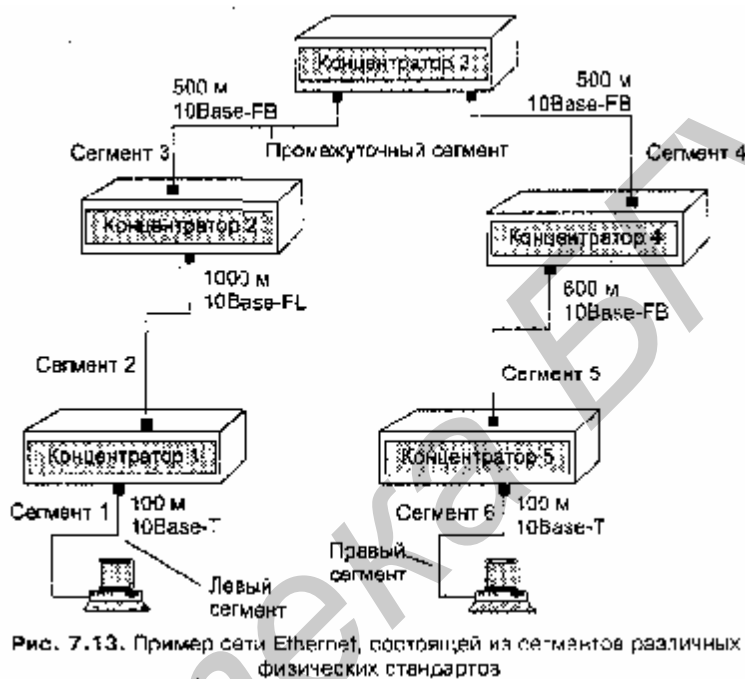 Концентратор 3
500 м
10Base-FB
500 м
10Base-FB
Сегмент 3
Промежуточный сегмент
Сегмент 4
Концентратор 2
Концентратор 4
1000 м
10Base-FL
600 м
10Base-FB
Сегмент 2
Сегмент 5
Концентратор 1
Концентратор 5
Сегмент 1
100 м
10Base-T
Сегмент 6
100 м
10Base-T
Левый
сегмент
Правый
сегмент
Рис. 7.13. Пример сети Ethernet, состоящей из сегментов различных
физических стандартов